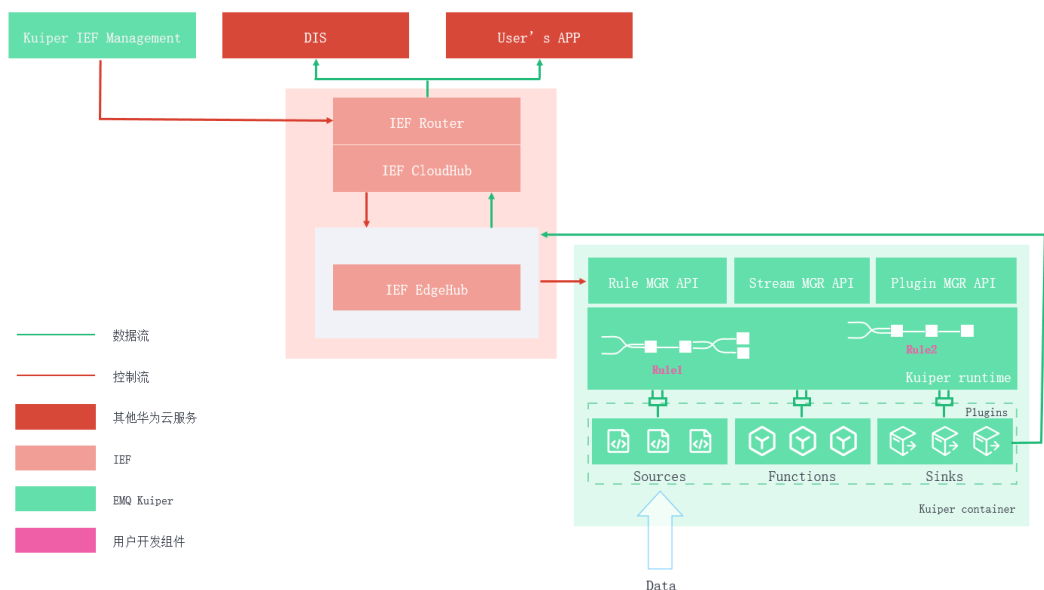 Kuiper IEF Management
DIS
User's APP
IEF Router
IEF CloudHub
IEF EdgeHub
Rule MGR API
Stream MGR API
Plugin MGR API
Rule1
Rule2
Kuiper runtime
Plugins
Sources
Functions
Sinks
Kuiper container
Data
数据流
控制流
其他华为云服务
IEF
EMQ Kuiper
用户开发组件